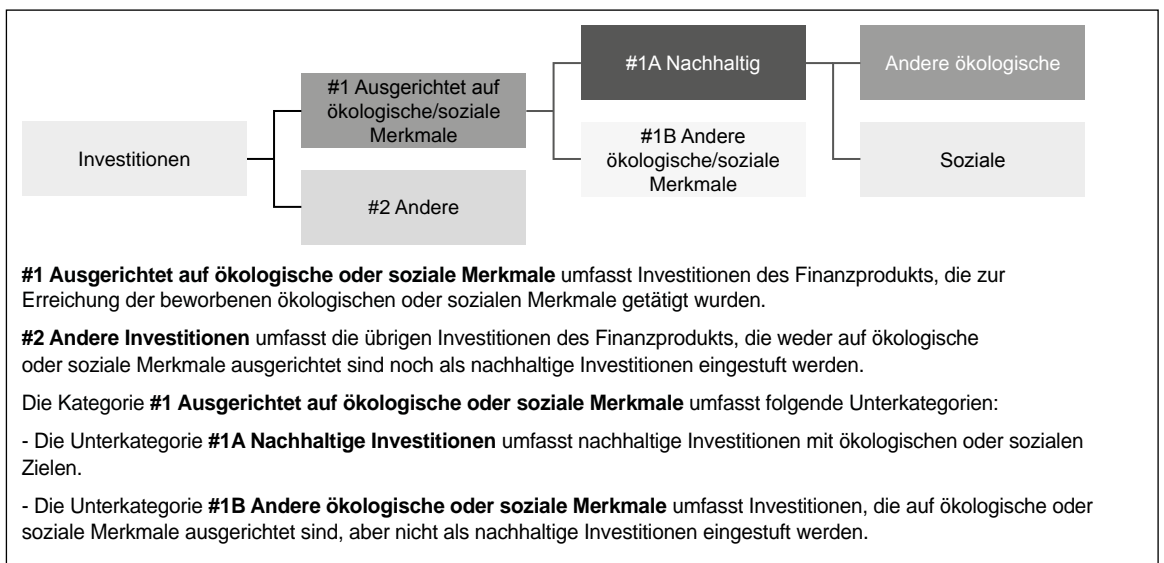 #1A Nachhaltig
Andere ökologische
#1 Ausgerichtet auf
ökologische/soziale
Merkmale
#1B Andere
ökologische/soziale
Merkmale
Investitionen
Soziale
#2 Andere
#1 Ausgerichtet auf ökologische oder soziale Merkmale umfasst Investitionen des Finanzprodukts, die zur
Erreichung der beworbenen ökologischen oder sozialen Merkmale getätigt wurden.
#2 Andere Investitionen umfasst die übrigen Investitionen des Finanzprodukts, die weder auf ökologische
oder soziale Merkmale ausgerichtet sind noch als nachhaltige Investitionen eingestuft werden.
Die Kategorie #1 Ausgerichtet auf ökologische oder soziale Merkmale umfasst folgende Unterkategorien:
- Die Unterkategorie #1A Nachhaltige Investitionen umfasst nachhaltige Investitionen mit ökologischen oder sozialen
Zielen.
- Die Unterkategorie #1B Andere ökologische oder soziale Merkmale umfasst Investitionen, die auf ökologische oder
soziale Merkmale ausgerichtet sind, aber nicht als nachhaltige Investitionen eingestuft werden.